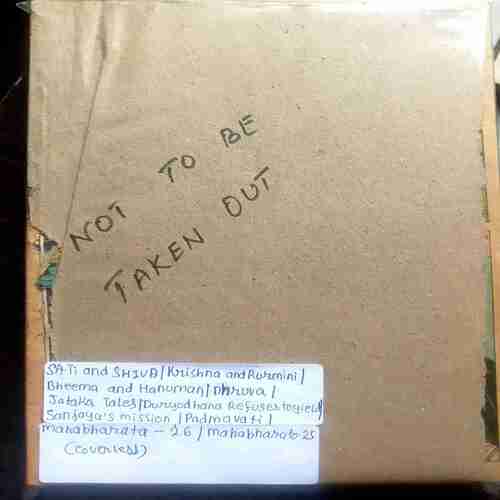 NOT TO BE
TAKEN OUT
SATi and SHIVA/Krishna and Rukmini/
Bheema and Hanuman/Dhruva/
Jataka Tales/Duryodhana Refuses to yield/
Sanjaya's mission/Padmavati/
Mahabharata - 26/Mahabharat-25
(coverless)